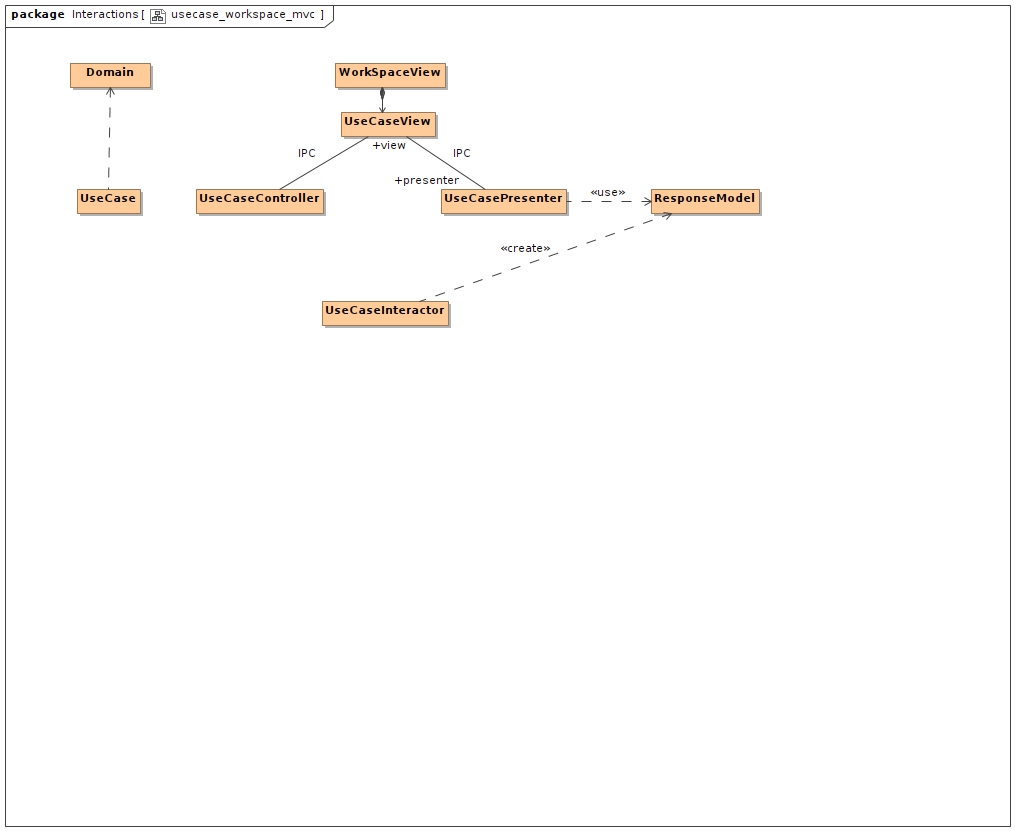 package Interactions [ usecase_workspace_mvc ]
Domain
WorkSpaceView
UseCaseView
+view
IPC
IPC
+presenter
UseCase
UseCaseController
UseCasePresenter
«use»
ResponseModel
«create»
UseCaseInteractor